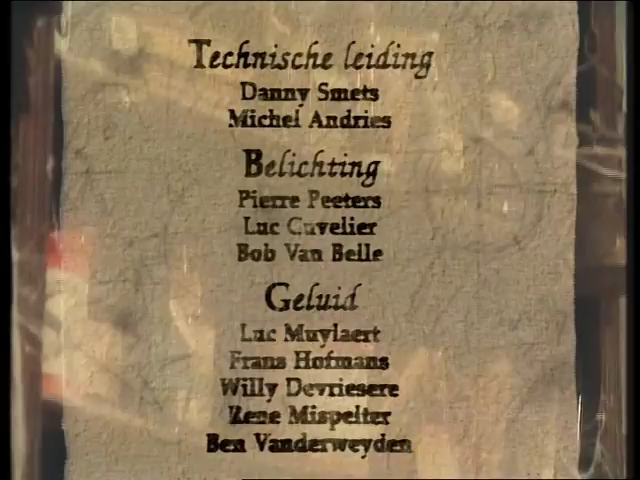 Technische leiding
Danny Smets
Michel Andries
Belichting
Pierre Peeters
Luc Cuvelier
Bob Van Belle
Geluid
Luc Muylaert
Frans Hofmans
Willy Devriesere
Rene Mispelter
Ben Vanderweyden